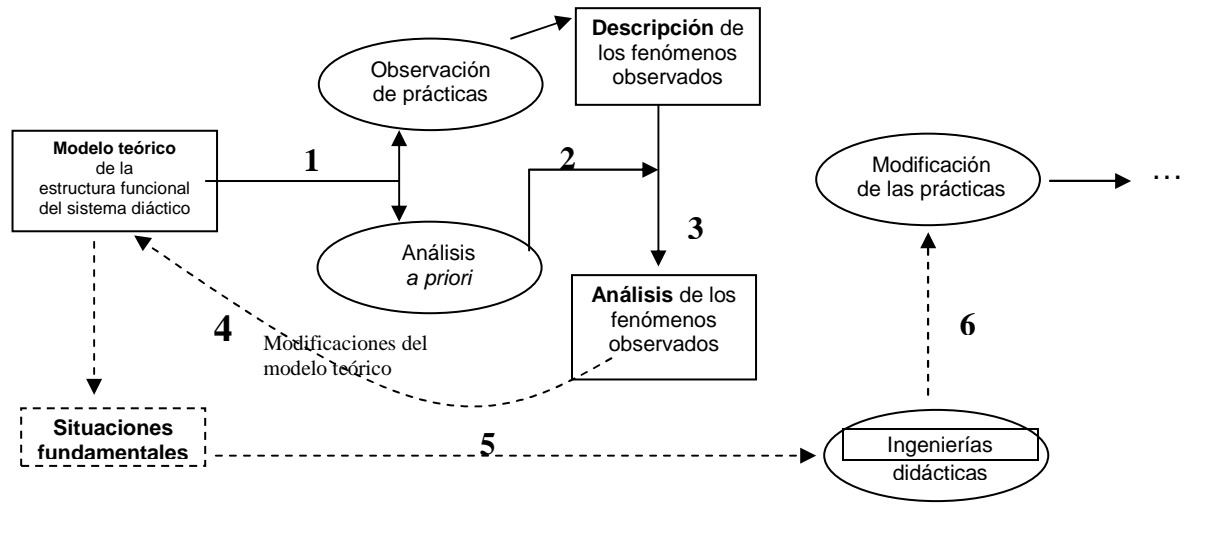 Descripción de
los fenómenos
observados
Observación
de prácticas
Modelo teórico
de la
estructura funcional
del sistema diáctico
1
2
Modificación
de las prácticas
...
3
Análisis
a priori
Análisis de los
fenómenos
observados
4
Modificaciones del
modelo teórico
6
Situaciones
fundamentales
5
Ingenierías
didácticas